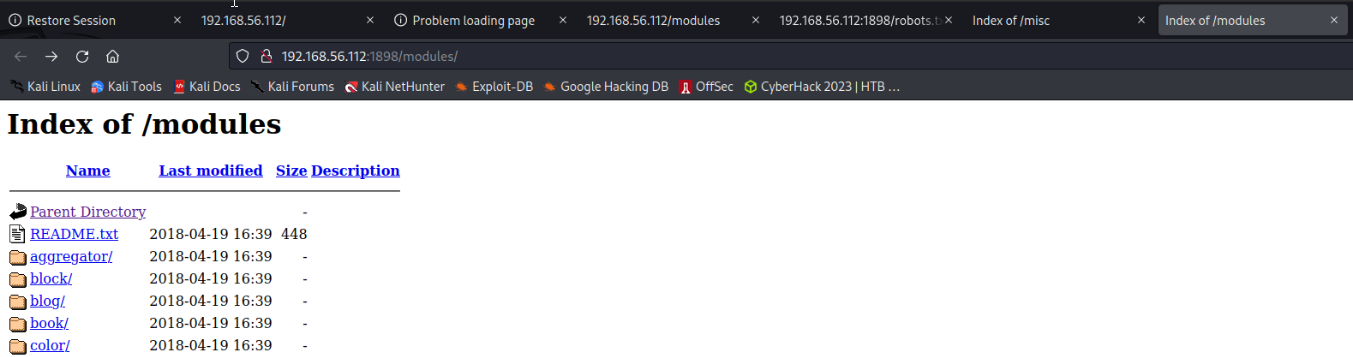 Restore Session
192.168.56.112/
Problem loading page
192.168.56.112/modules
192.168.56.112:1898/robots.t
Index of /misc
Index of /modules
192.168.56.112:1898/modules/
Kali Linux Kali Tools Kali Docs Kali Forums Kali NetHunter Exploit-DB Google Hacking DB OffSec CyberHack 2023 | HTB ...
Index of /modules
Name Last modified Size Description
Parent Directory -
README.txt 2018-04-19 16:39 448
aggregator/ 2018-04-19 16:39 -
block/ 2018-04-19 16:39 -
blog/ 2018-04-19 16:39 -
book/ 2018-04-19 16:39 -
color/ 2018-04-19 16:39 -